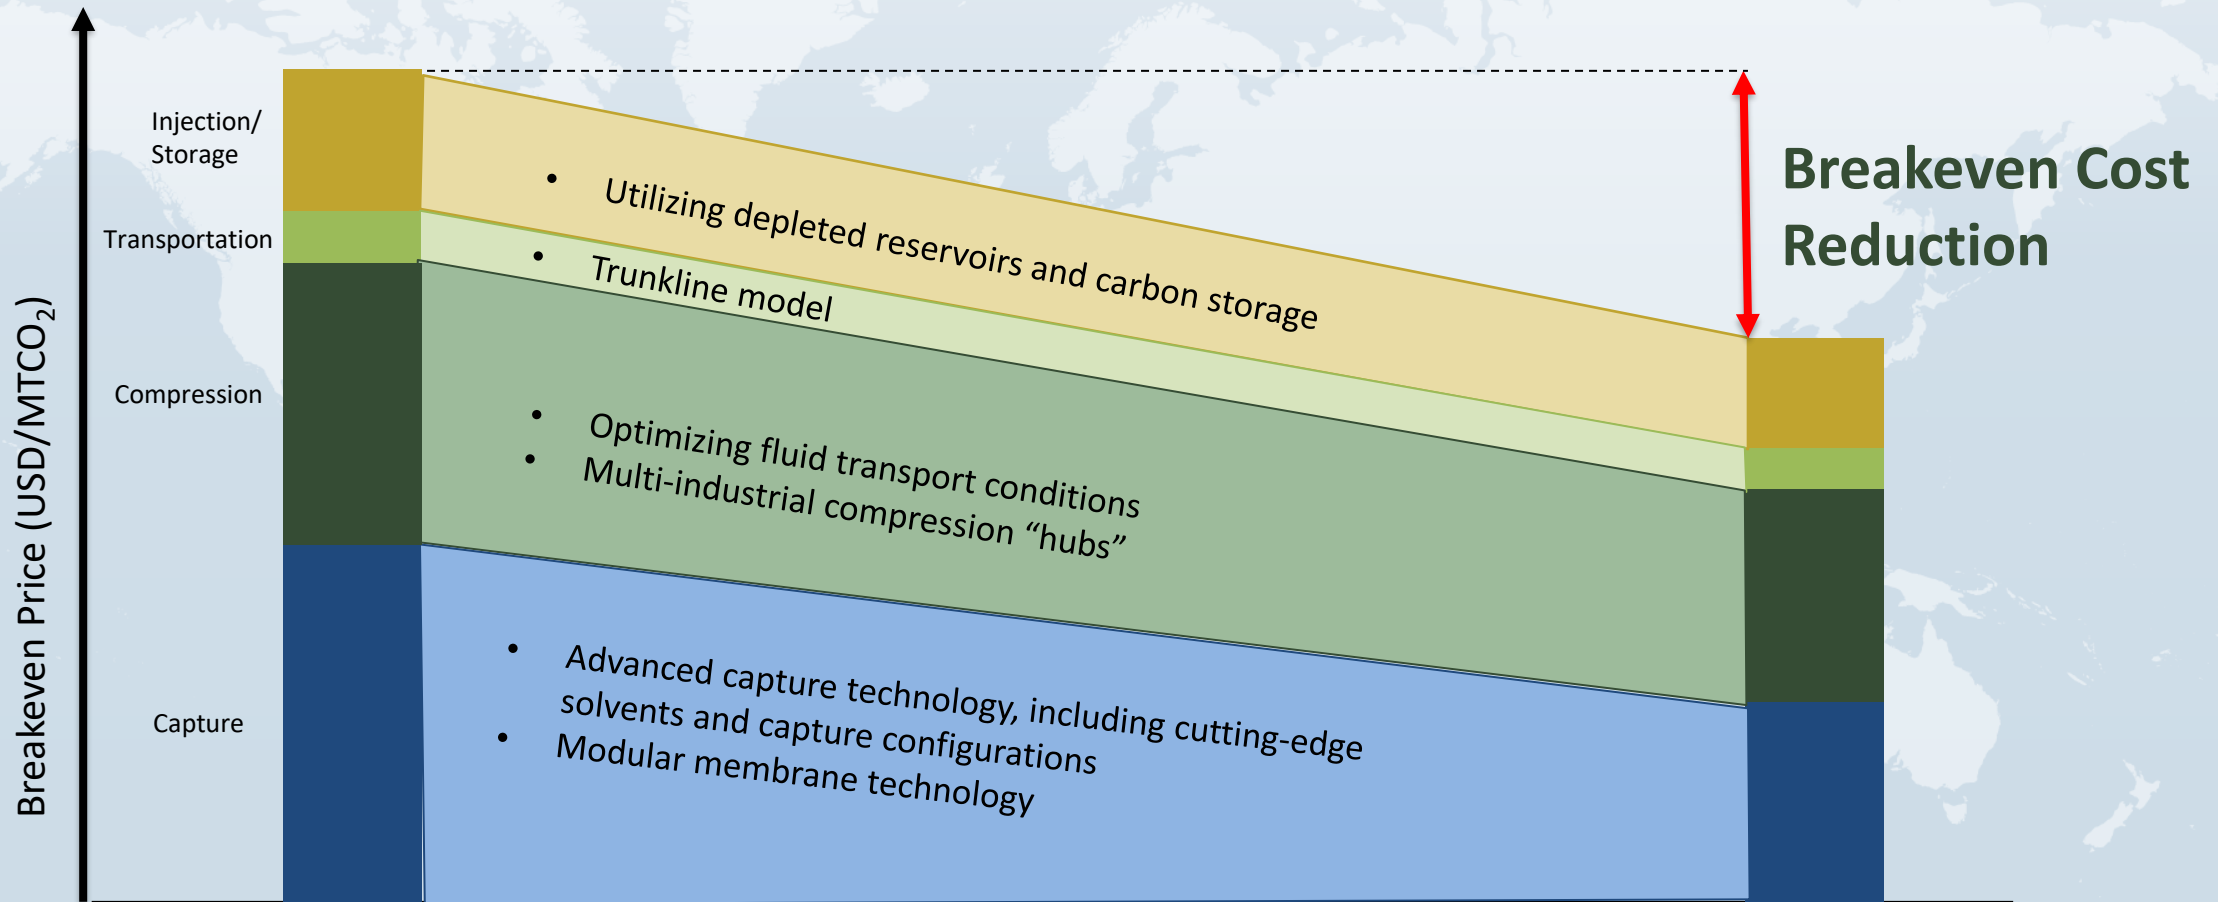 Breakeven Price (USD/MTCO₂)
Injection/
Storage
Transportation
Compression
Capture
• Utilizing depleted reservoirs and carbon storage
• Trunkline model
• Optimizing fluid transport conditions
• Multi-industrial compression “hubs”
• Advanced capture technology, including cutting-edge
solvents and capture configurations
• Modular membrane technology
Breakeven Cost
Reduction